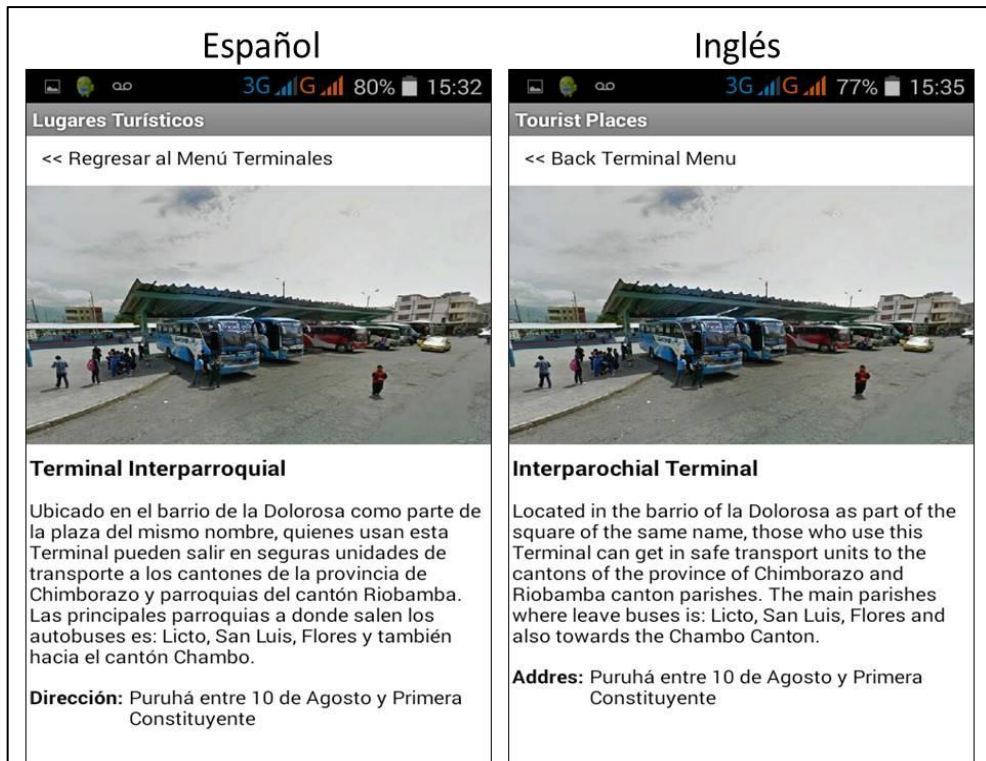 Español
3G G 80% 15:32
Lugares Turísticos
<< Regresar al Menú Terminales
Terminal Interparroquial
Ubicado en el barrio de la Dolorosa como parte de
la plaza del mismo nombre, quienes usan esta
Terminal pueden salir en seguras unidades de
transporte a los cantones de la provincia de
Chimborazo y parroquias del cantón Riobamba.
Las principales parroquias a donde salen los
autobuses es: Licto, San Luis, Flores y también
hacia el cantón Chambo.
Dirección: Puruhá entre 10 de Agosto y Primera
Constituyente
Inglés
3G G 77% 15:35
Tourist Places
<< Back Terminal Menu
Interparochial Terminal
Located in the barrio of la Dolorosa as part of the
square of the same name, those who use this
Terminal can get in safe transport units to the
cantons of the province of Chimborazo and
Riobamba canton parishes. The main parishes
where leave buses is: Licto, San Luis, Flores and
also towards the Chambo Canton.
Addres: Puruhá entre 10 de Agosto y Primera
Constituyente